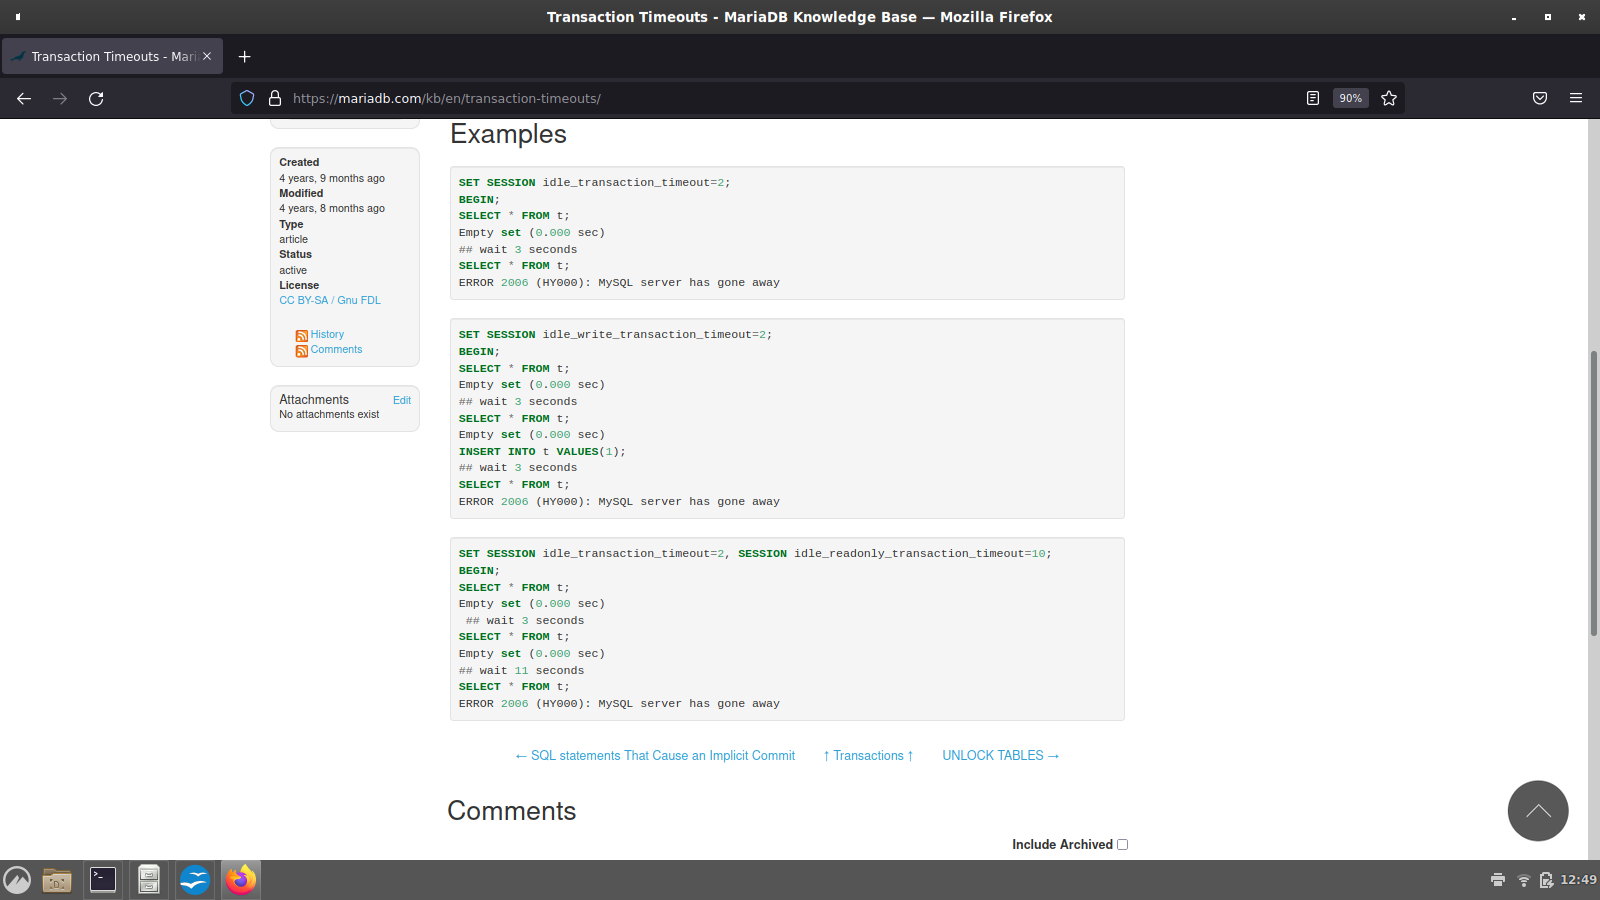 Transaction Timeouts - MariaDB Knowledge Base — Mozilla Firefox
Transaction Timeouts - Mari
https://mariadb.com/kb/en/transaction-timeouts/
90%
Created
4 years, 9 months ago
Modified
4 years, 8 months ago
Type
article
Status
active
License
CC BY-SA / Gnu FDL
History
Comments
Attachments Edit
No attachments exist
Examples
SET SESSION idle_transaction_timeout=2;
BEGIN;
SELECT * FROM t;
Empty set (0.000 sec)
## wait 3 seconds
SELECT * FROM t;
ERROR 2006 (HY000): MySQL server has gone away
SET SESSION idle_write_transaction_timeout=2;
BEGIN;
SELECT * FROM t;
Empty set (0.000 sec)
## wait 3 seconds
SELECT * FROM t;
Empty set (0.000 sec)
INSERT INTO t VALUES(1);
## wait 3 seconds
SELECT * FROM t;
ERROR 2006 (HY000): MySQL server has gone away
SET SESSION idle_transaction_timeout=2, SESSION idle_readonly_transaction_timeout=10;
BEGIN;
SELECT * FROM t;
Empty set (0.000 sec)
 ## wait 3 seconds
SELECT * FROM t;
Empty set (0.000 sec)
## wait 11 seconds
SELECT * FROM t;
ERROR 2006 (HY000): MySQL server has gone away
← SQL statements That Cause an Implicit Commit ↑ Transactions ↑ UNLOCK TABLES →
Comments
Include Archived
12:49